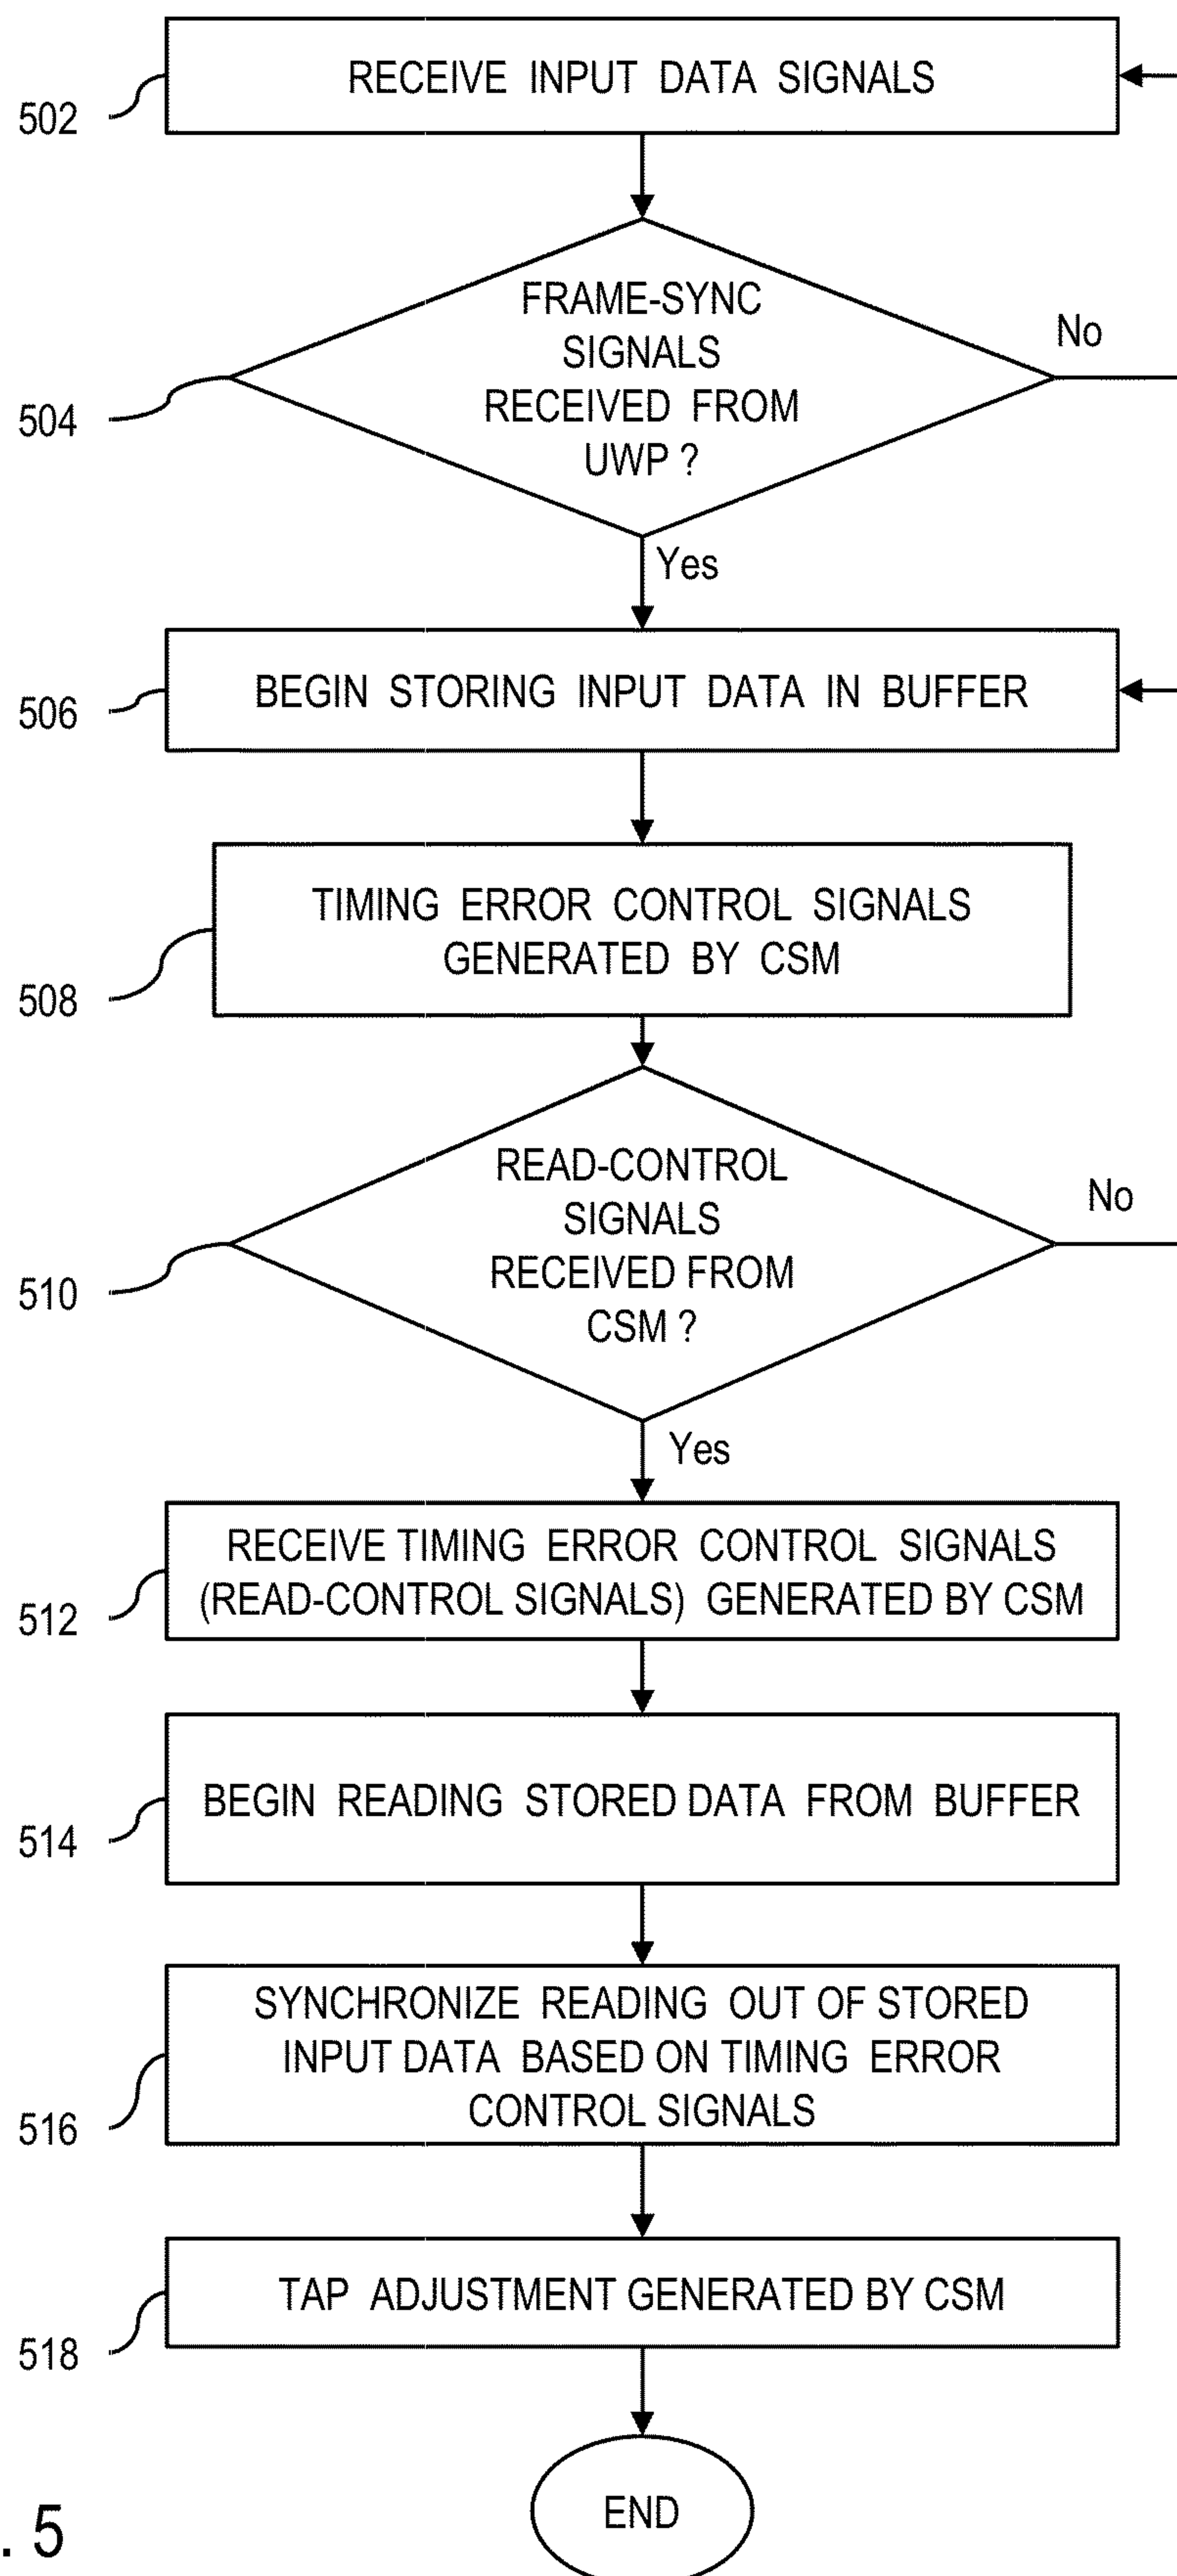 RECEIVE INPUT DATA SIGNALS
502
FRAME-SYNC
SIGNALS
RECEIVED FROM
UWP ?
No
504
Yes
BEGIN STORING INPUT DATA IN BUFFER
506
TIMING ERROR CONTROL SIGNALS
GENERATED BY CSM
508
READ-CONTROL
SIGNALS
RECEIVED FROM
CSM ?
No
510
Yes
RECEIVE TIMING ERROR CONTROL SIGNALS
(READ-CONTROL SIGNALS) GENERATED BY CSM
512
BEGIN READING STORED DATA FROM BUFFER
514
SYNCHRONIZE READING OUT OF STORED
INPUT DATA BASED ON TIMING ERROR
CONTROL SIGNALS
516
TAP ADJUSTMENT GENERATED BY CSM
518
END
. 5